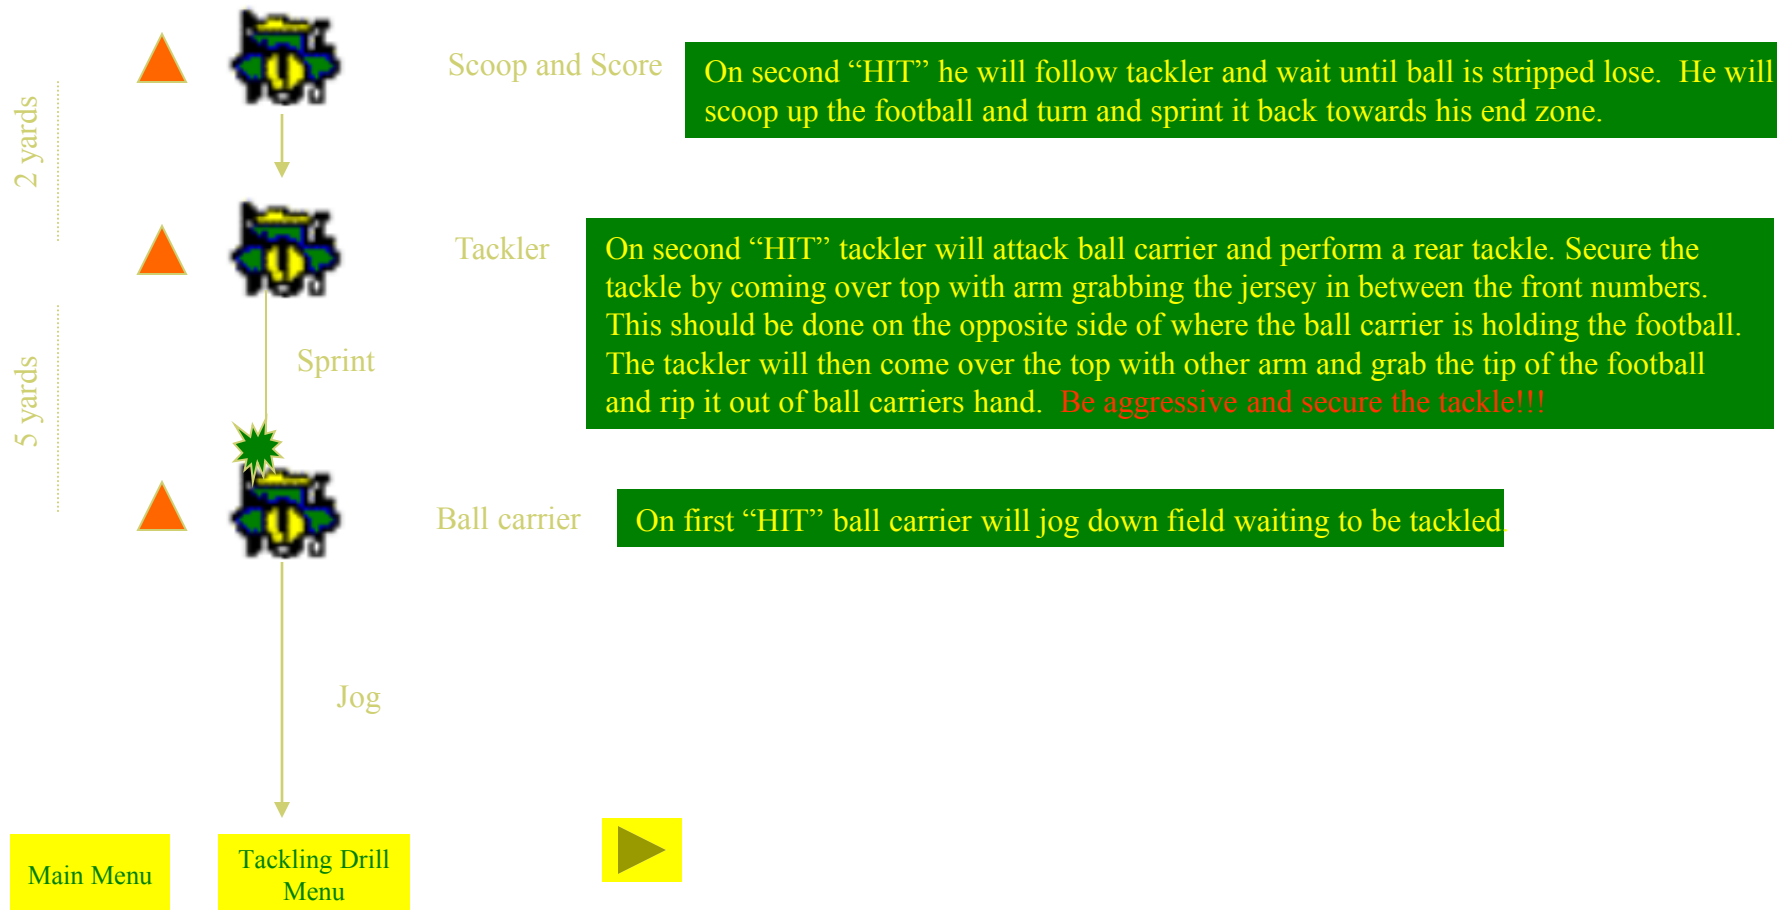 Scoop and Score
On second “HIT” he will follow tackler and wait until ball is stripped lose.  He will
scoop up the football and turn and sprint it back towards his end zone.
2 yards
Tackler
On second “HIT” tackler will attack ball carrier and perform a rear tackle. Secure the
tackle by coming over top with arm grabbing the jersey in between the front numbers.
This should be done on the opposite side of where the ball carrier is holding the football.
The tackler will then come over the top with other arm and grab the tip of the football
and rip it out of ball carriers hand.  Be aggressive and secure the tackle!!!
Sprint
5 yards
Ball carrier
On first “HIT” ball carrier will jog down field waiting to be tackled.
Jog
Main Menu
Tackling Drill
Menu